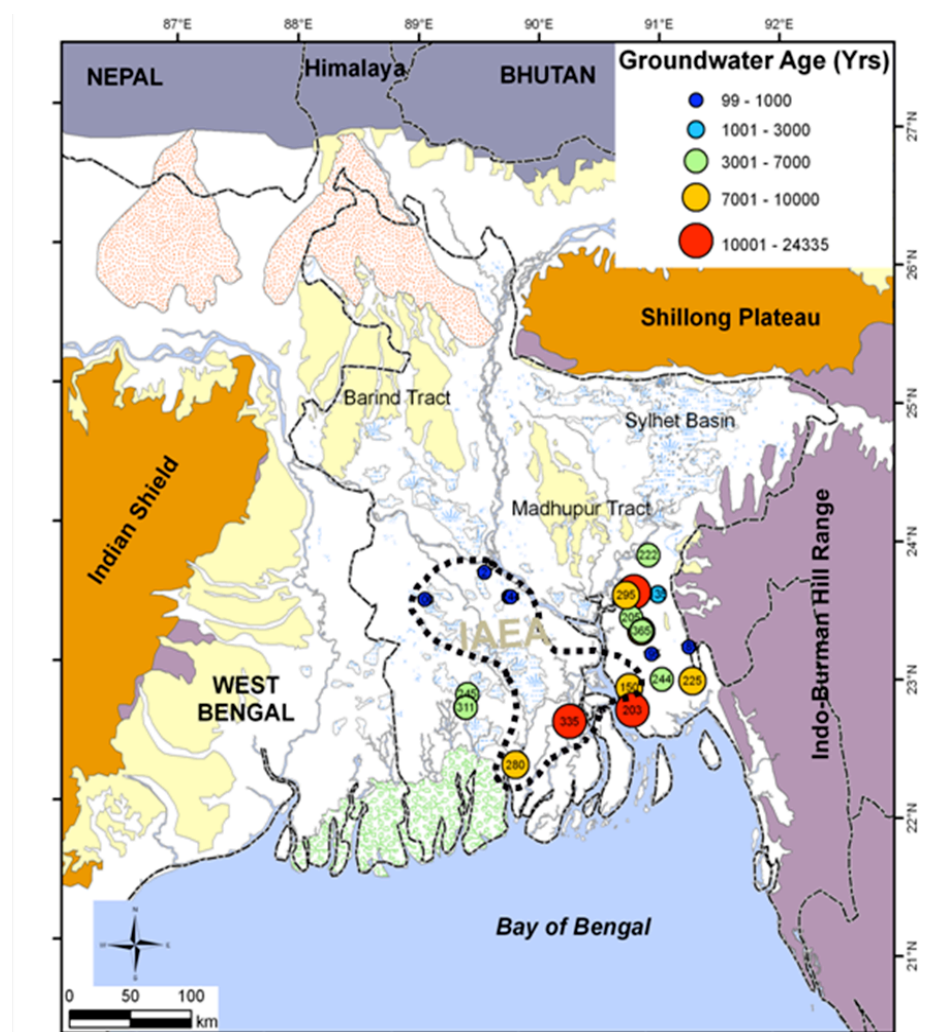 87°E 88°E 89°E 90°E 91°E 92°E
NEPAL
Himalaya
BHUTAN
Groundwater Age (Yrs)
99 - 1000
1001 - 3000
3001 - 7000
7001 - 10000
10001 - 24335
27°N
26°N
Shillong Plateau
25°N
Barind Tract
Sylhet Basin
Indian Shield
Madhupur Tract
24°N
222
295
205
365
IAEA
Indo-Burman Hill Range
23°N
244
225
150
203
245
311
335
280
WEST
BENGAL
22°N
Bay of Bengal
21°N
N
W E
S
0 50 100
km